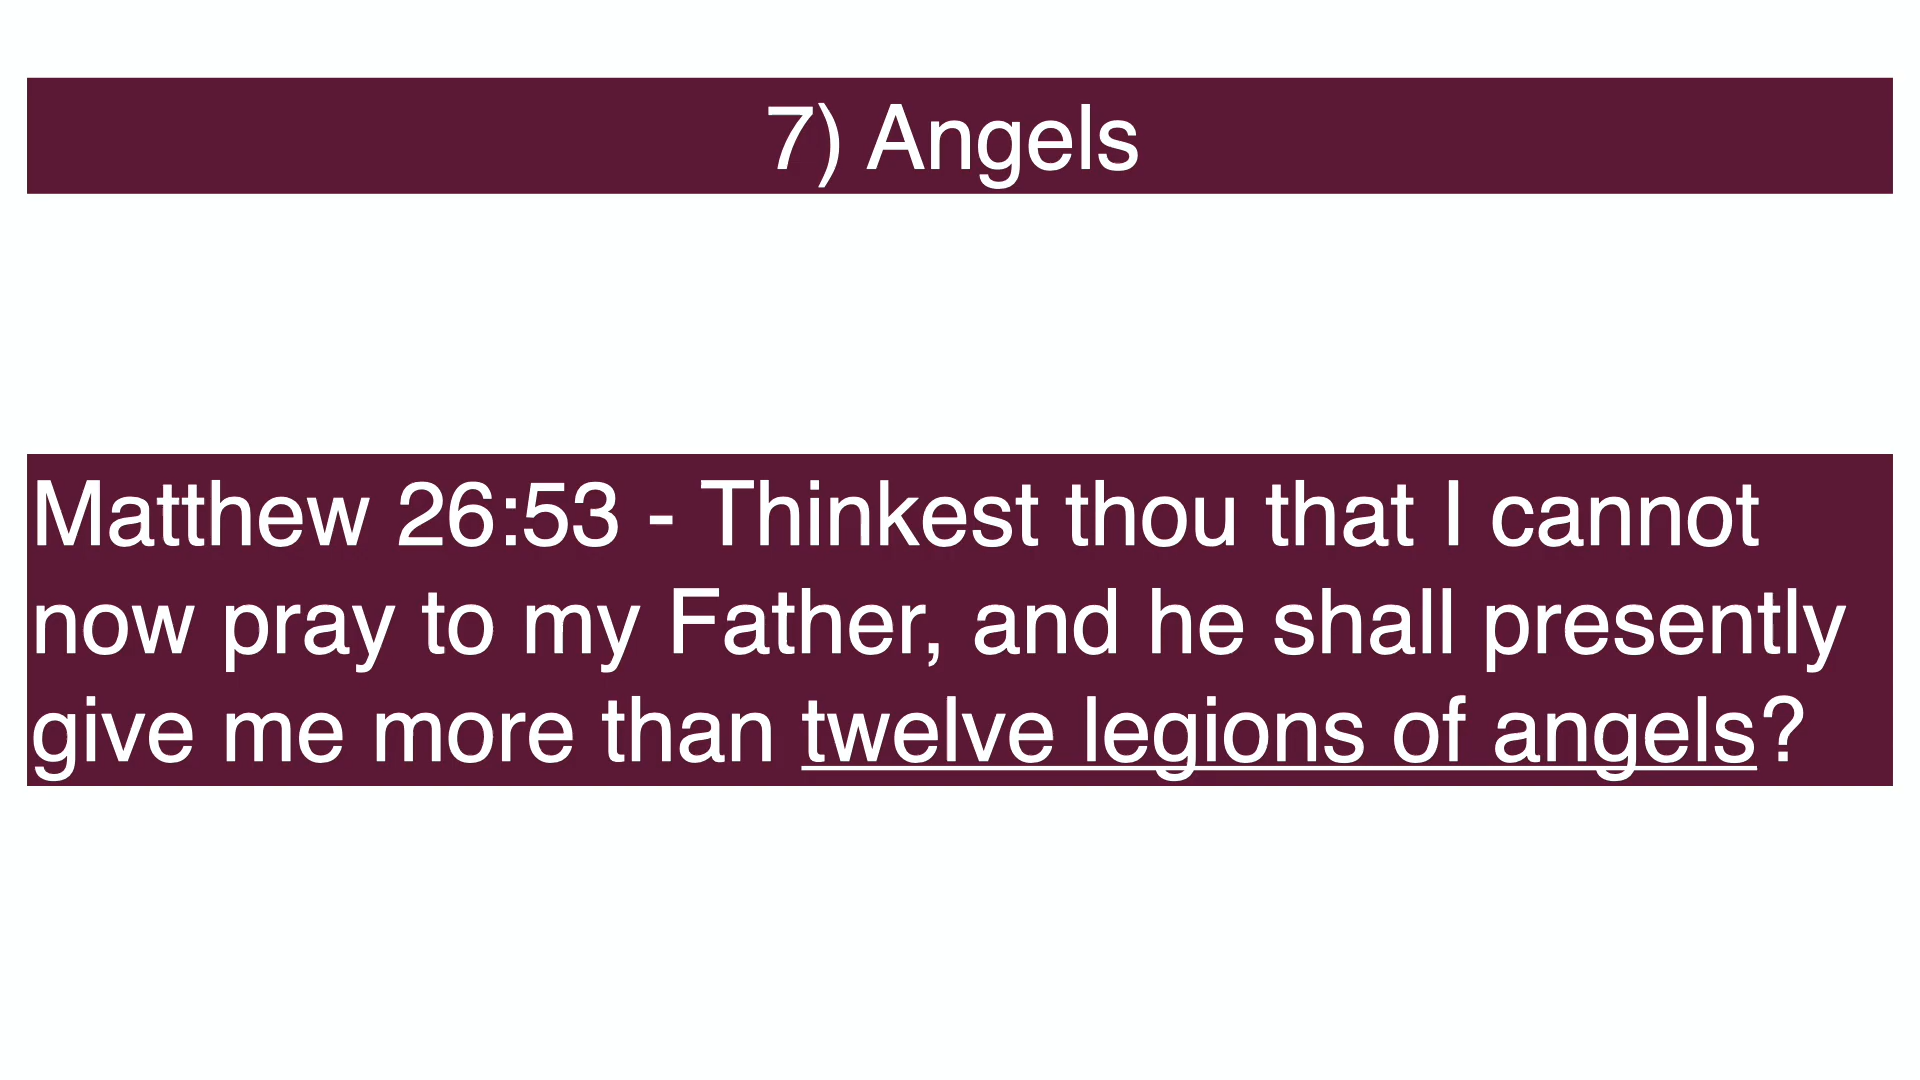 7) Angels
Matthew 26:53 - Thinkest thou that I cannot
now pray to my Father, and he shall presently
give me more than twelve legions of angels?